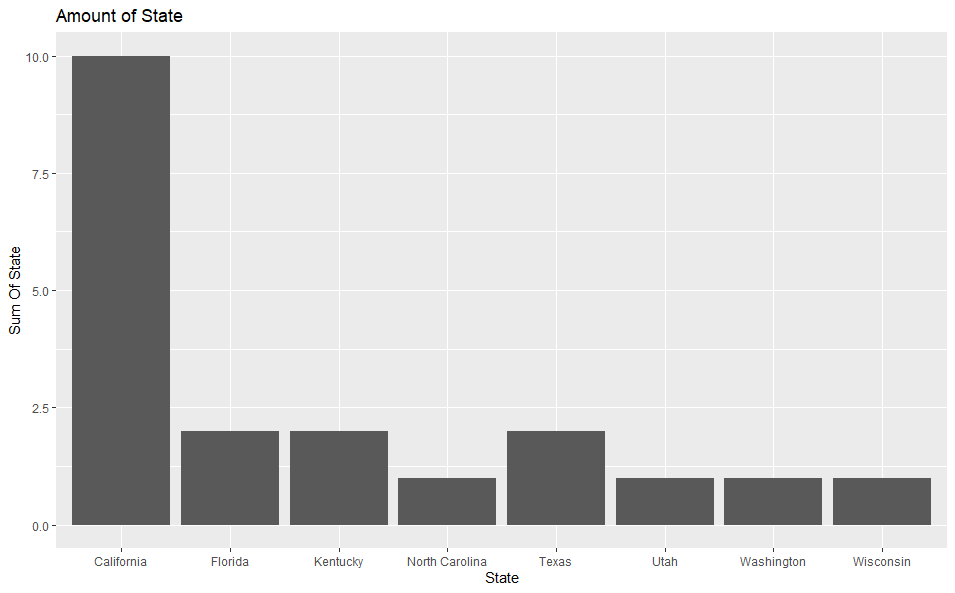 Amount of State
Sum Of State
10.0
7.5
5.0
2.5
0.0
California Florida Kentucky North Carolina Texas Utah Washington Wisconsin
State